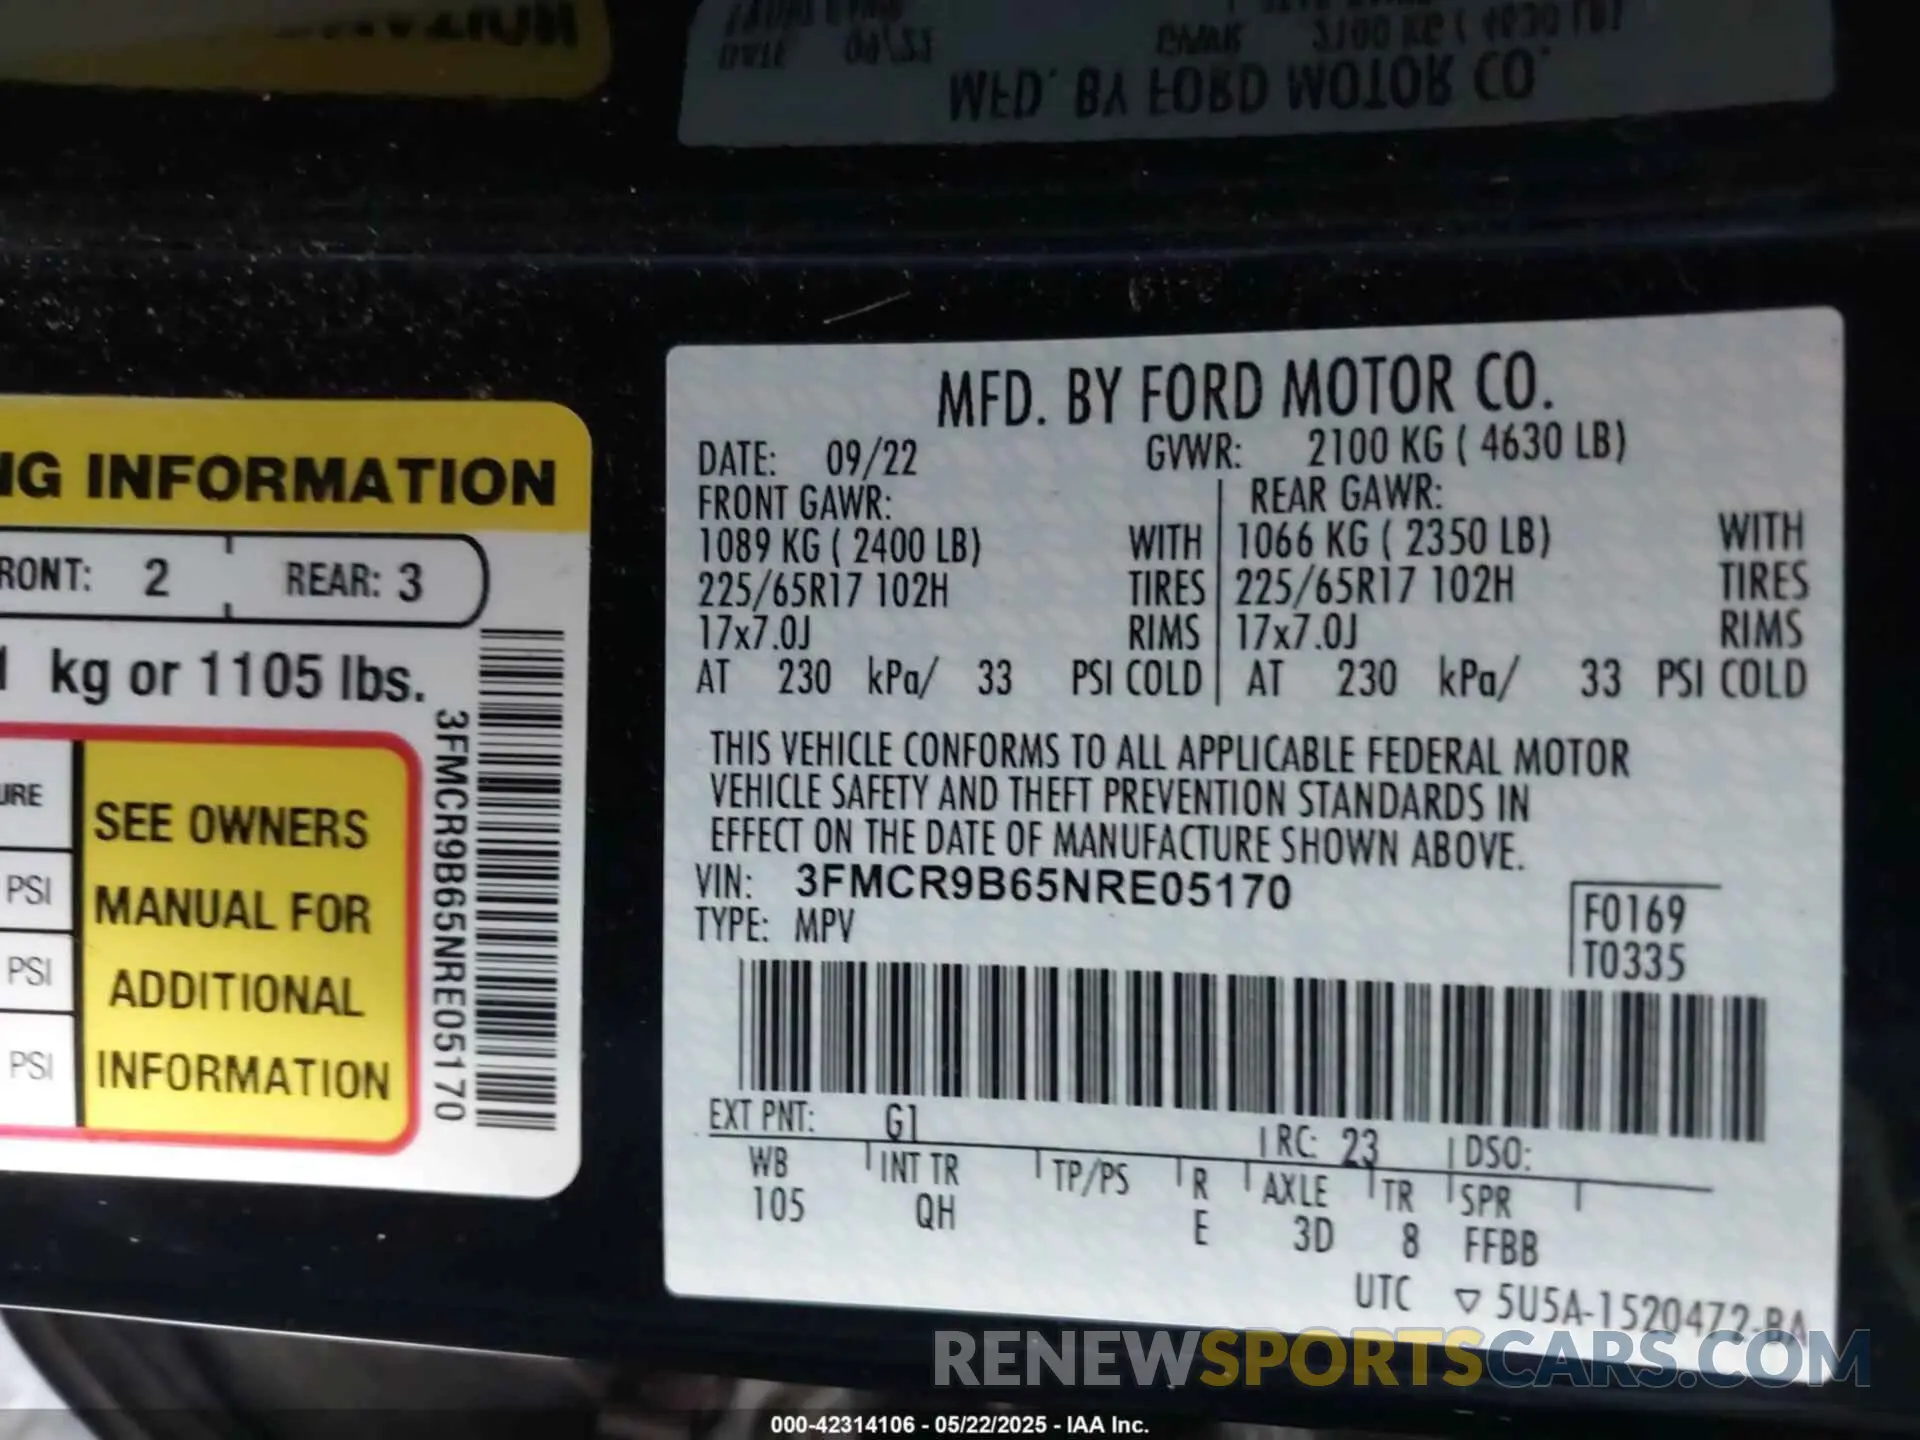 MFD. BY FORD MOTOR CO.
DATE: 09/22 GVWR: 2100 KG ( 4630 LB)
FRONT GAWR: REAR GAWR:
1089 KG ( 2400 LB) WITH 1066 KG ( 2350 LB) WITH
225/65R17 102H TIRES 225/65R17 102H TIRES
17x7.0J RIMS 17x7.0J RIMS
AT 230 kPa/ 33 PSI COLD AT 230 kPa/ 33 PSI COLD
THIS VEHICLE CONFORMS TO ALL APPLICABLE FEDERAL MOTOR
VEHICLE SAFETY AND THEFT PREVENTION STANDARDS IN
EFFECT ON THE DATE OF MANUFACTURE SHOWN ABOVE.
VIN: 3FMCR9B65NRE05170
TYPE: MPV
F0169
T0335
EXT PNT: G1 RC: 23 DSO:
WB INT TR TP/PS R AXLE TR SPR
105 QH E 3D 8 FFBB
UTC ▽ 5U5A-1520472-BA
NG INFORMATION
RONT: 2 REAR: 3
kg or 1105 lbs.
3FMCR9B65NRE05170
URE
PSI
PSI
PSI
SEE OWNERS
MANUAL FOR
ADDITIONAL
INFORMATION
RENEWSPORTSCARS.COM
000-42314106 - 05/22/2025 - IAA Inc.